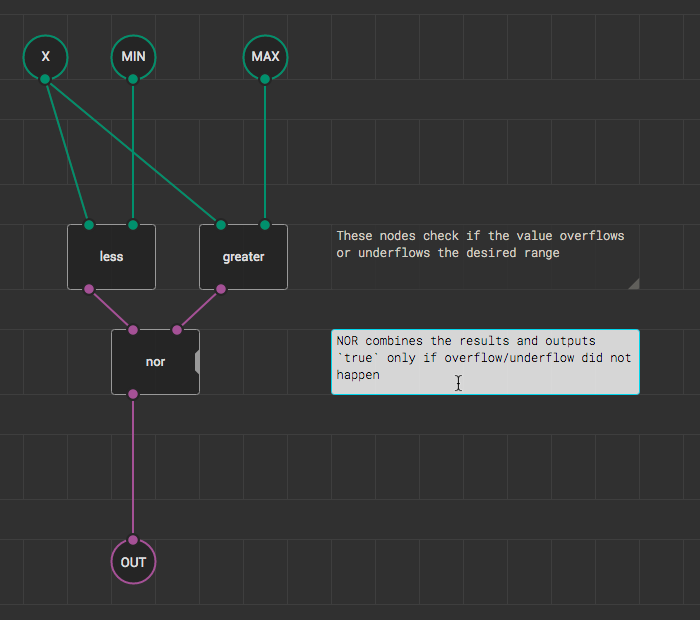 X
MIN
MAX
less
greater
These nodes check if the value overflows
or underflows the desired range
nor
NOR combines the results and outputs
`true` only if overflow/underflow did not
happen
OUT